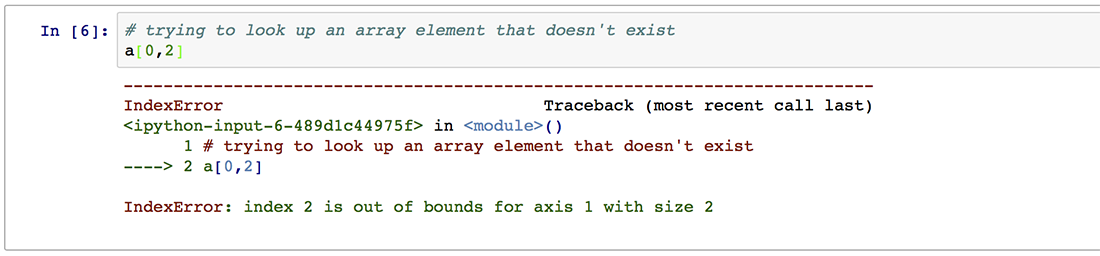 In [6]: # trying to look up an array element that doesn't exist
a[0,2]
---------------------------------------------------------------------------
IndexError                                Traceback (most recent call last)
<ipython-input-6-489d1c44975f> in <module>()
      1 # trying to look up an array element that doesn't exist
----> 2 a[0,2]
IndexError: index 2 is out of bounds for axis 1 with size 2